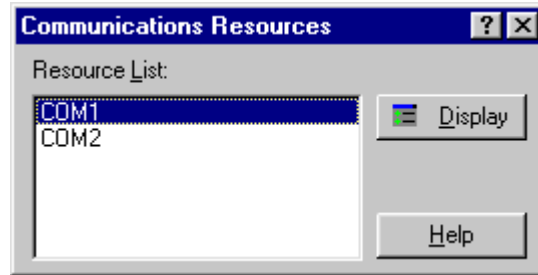 Communications Resources
Resource List:
COM1
COM2
Display
Help